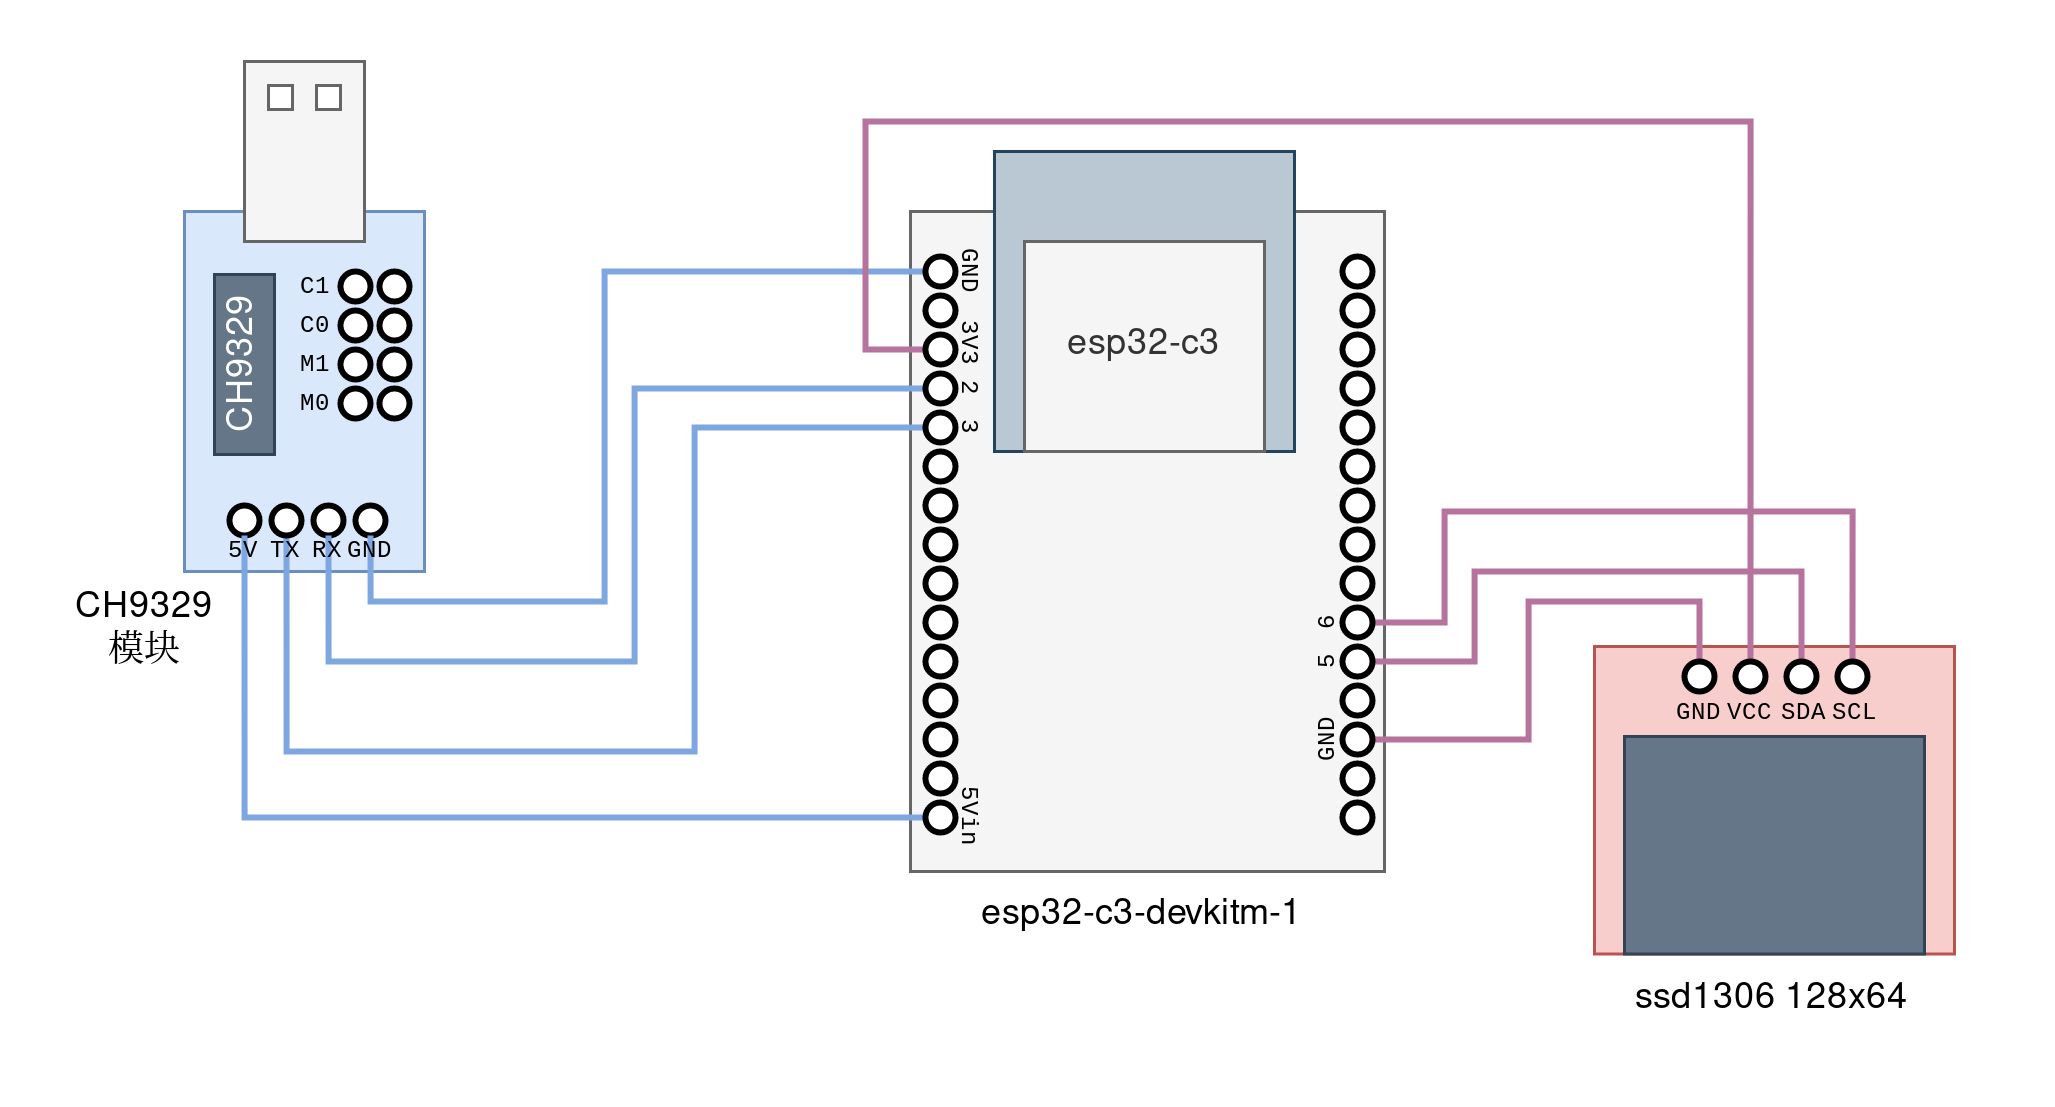 CH9329
C1
C0
M1
M0
5V TX RX GND
CH9329
模块
GND
3V3
2
3
5Vin
esp32-c3
6
5
GND
esp32-c3-devkitm-1
GND VCC SDA SCL
ssd1306 128x64